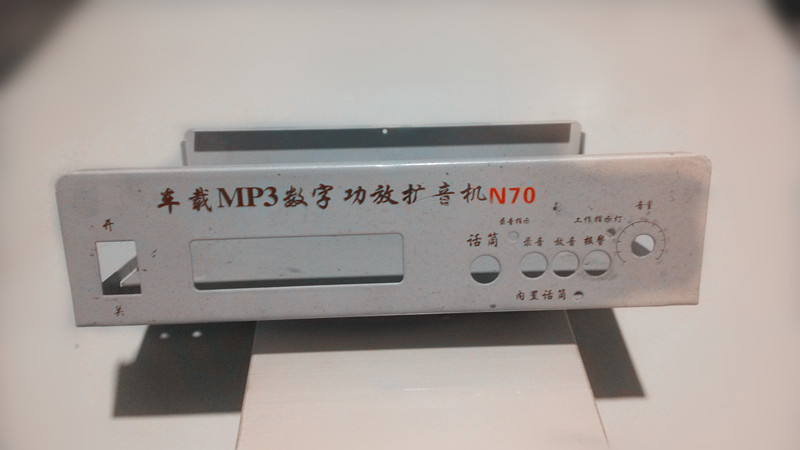 车载MP3数字功放扩音机N70
开
音量
录音指示
工作指示灯
话筒
录音
放音
报警
内置话筒
关